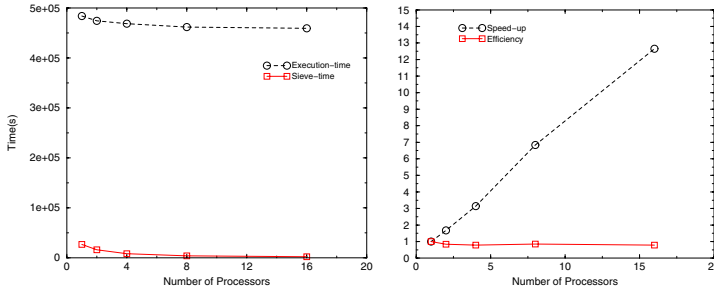 5e+05
4e+05
3e+05
2e+05
1e+05
0
Time(s)
0 4 8 12 16 20
Number of Processors
Execution-time
Sieve-time
15
14
13
12
11
10
9
8
7
6
5
4
3
2
1
0
0 5 10 15 2
Number of Processors
Speed-up
Efficiency